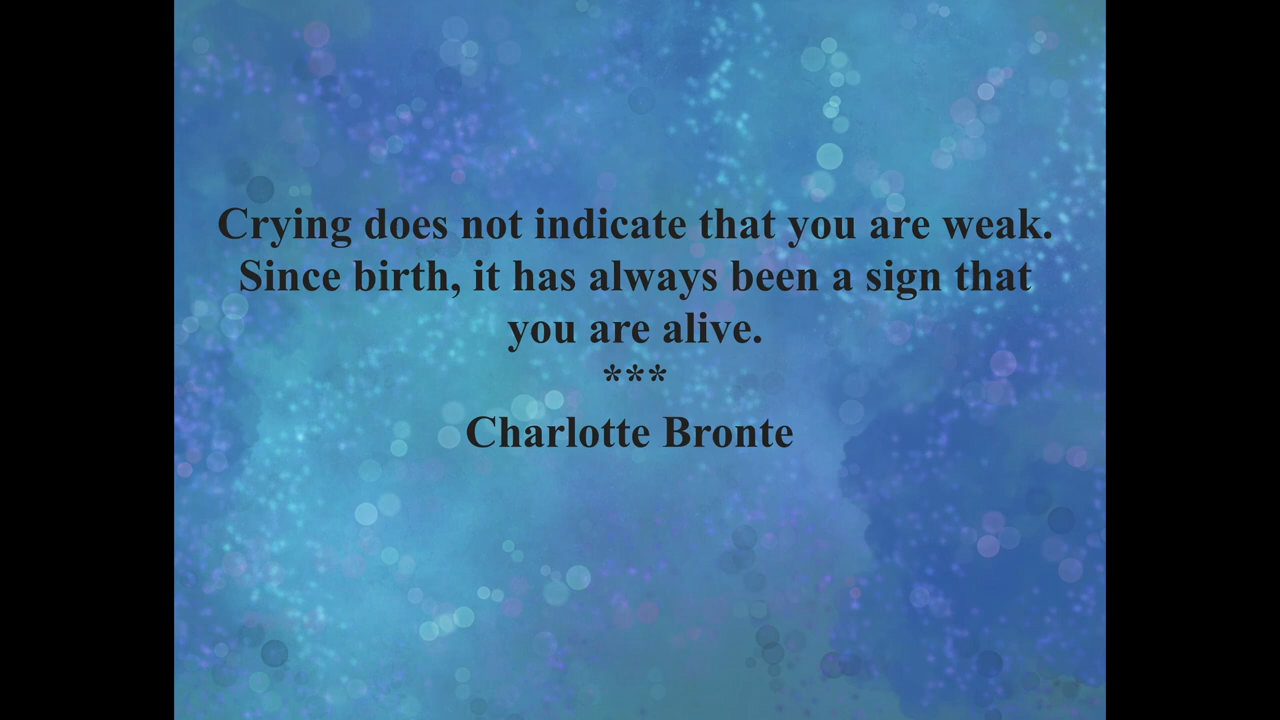 Crying does not indicate that you are weak.
Since birth, it has always been a sign that
you are alive.
***
Charlotte Bronte